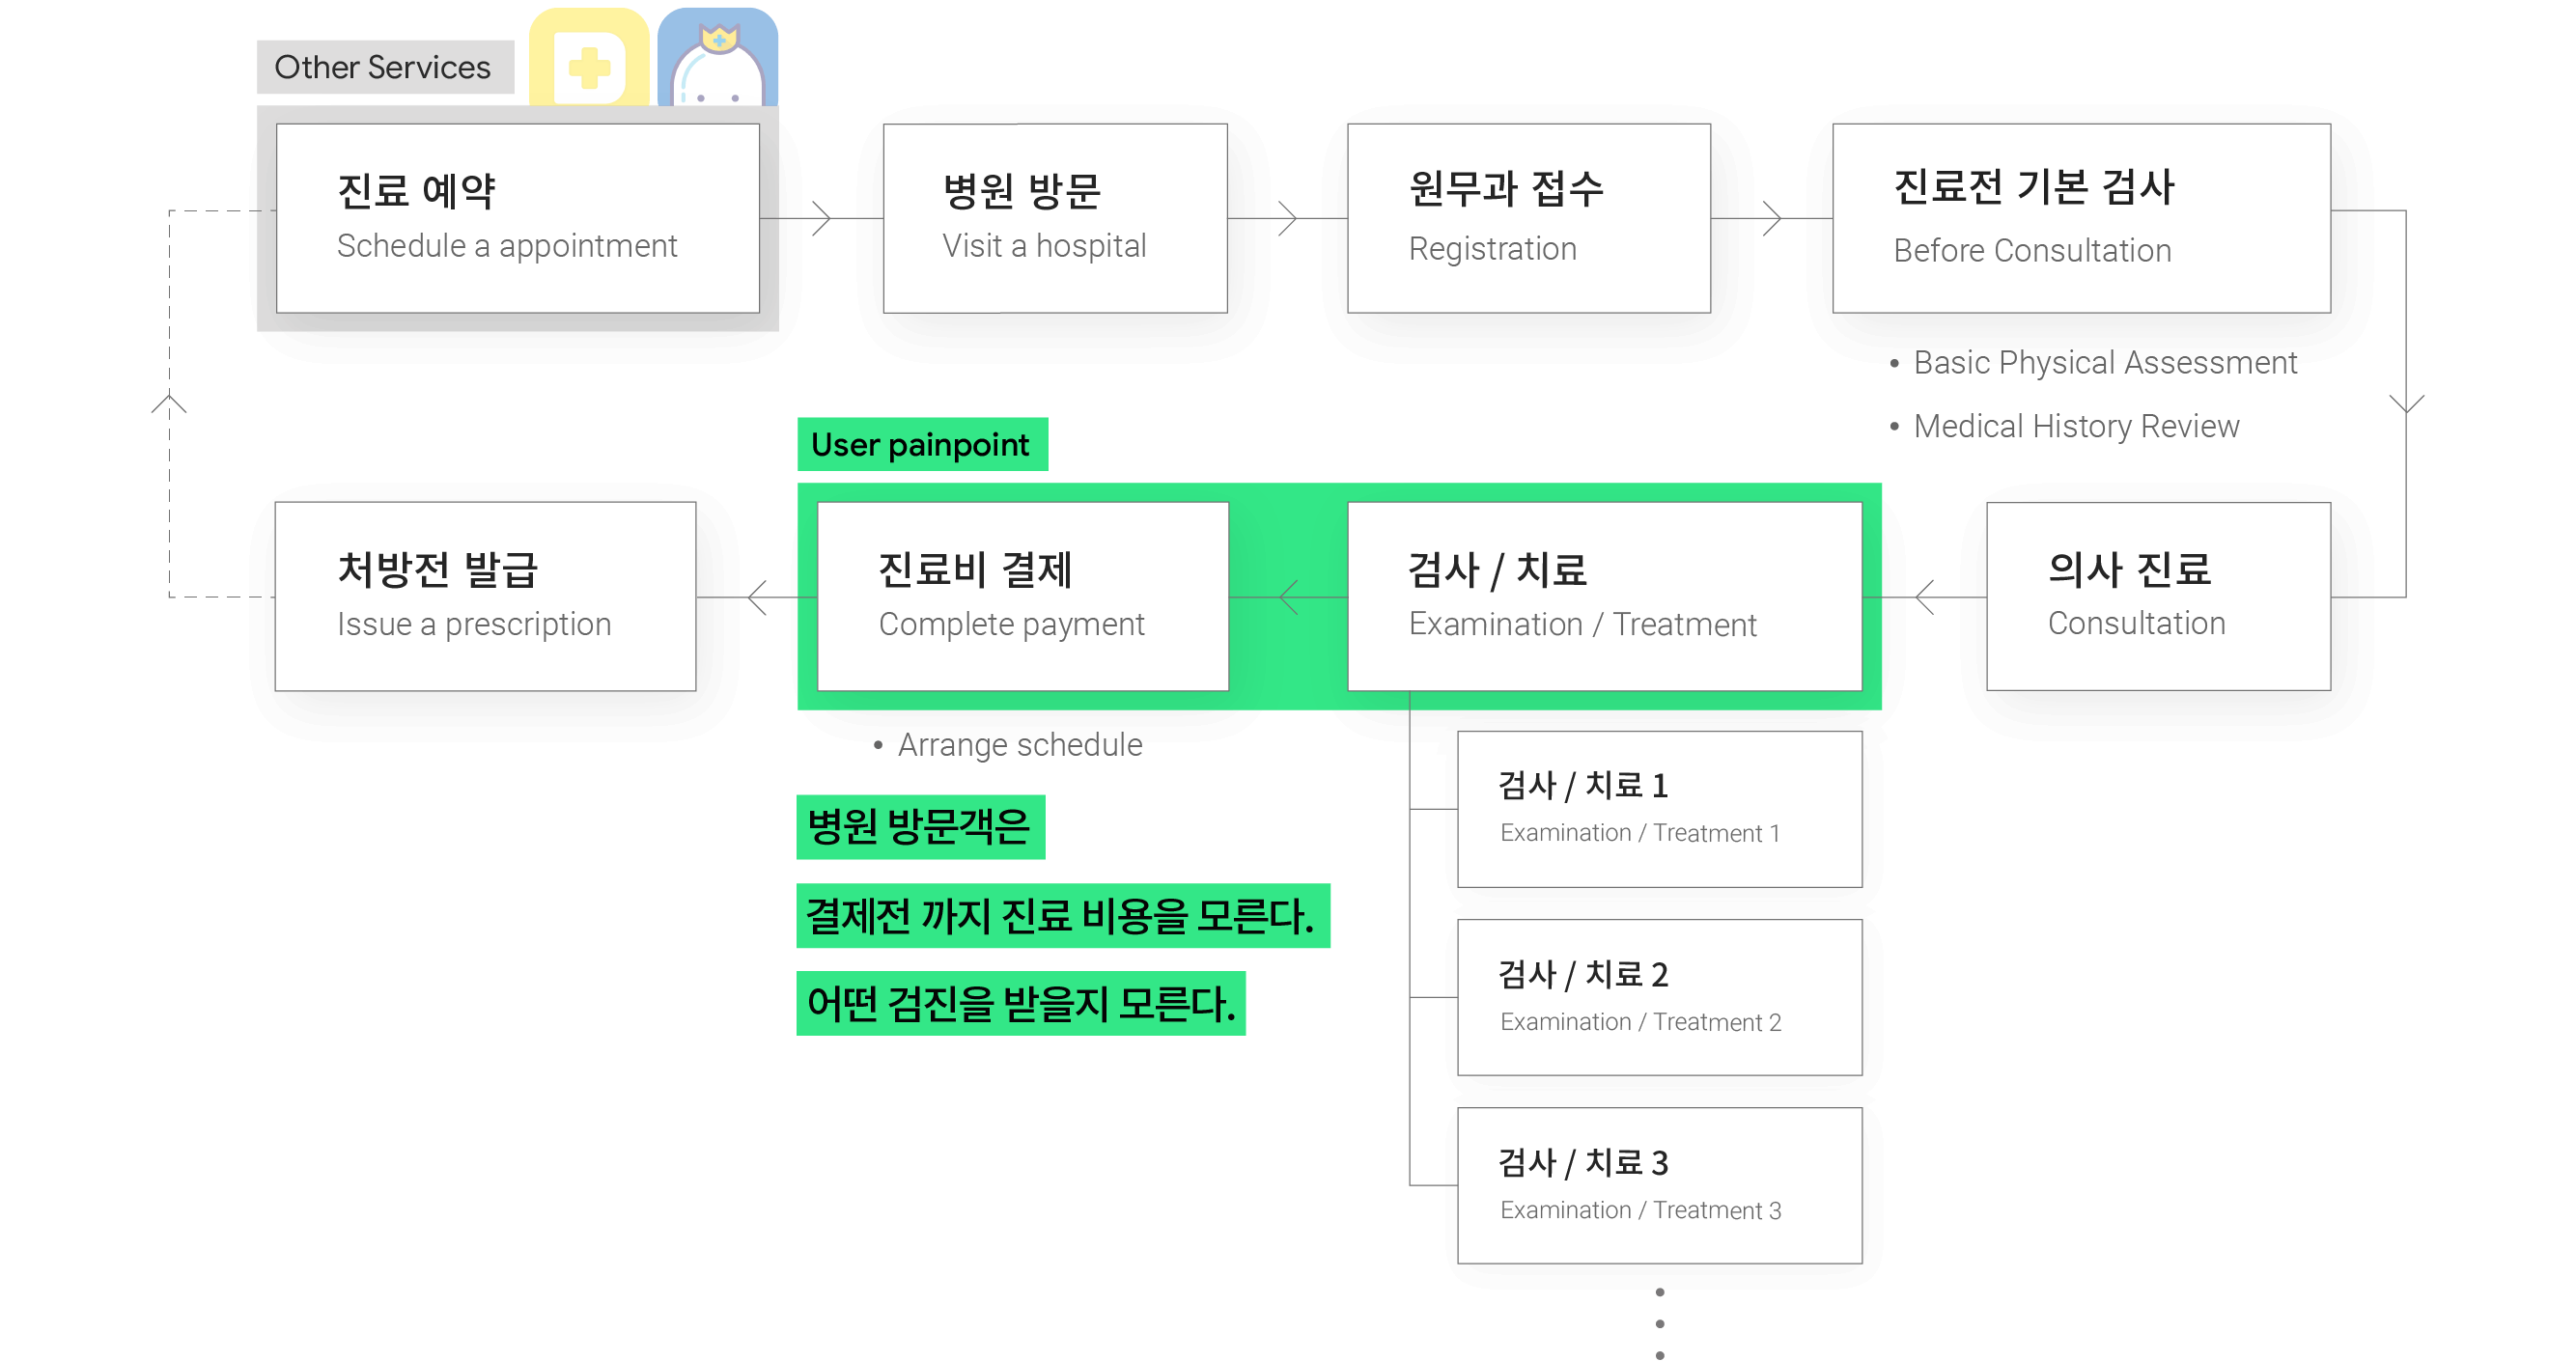 Other Services
진료 예약
Schedule a appointment
병원 방문
Visit a hospital
원무과 접수
Registration
진료전 기본 검사
Before Consultation
• Basic Physical Assessment
• Medical History Review
User painpoint
처방전 발급
Issue a prescription
진료비 결제
Complete payment
검사 / 치료
Examination / Treatment
의사 진료
Consultation
• Arrange schedule
병원 방문객은
결제전 까지 진료 비용을 모른다.
어떤 검진을 받을지 모른다.
검사 / 치료 1
Examination / Treatment 1
검사 / 치료 2
Examination / Treatment 2
검사 / 치료 3
Examination / Treatment 3